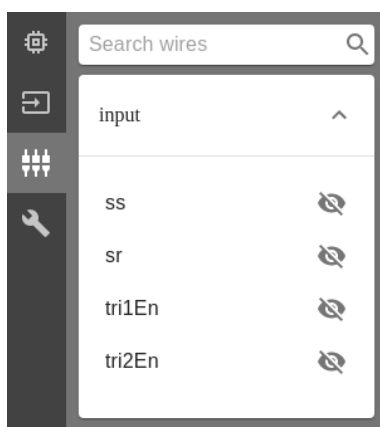 Search wires
input
ss
sr
tri1En
tri2En